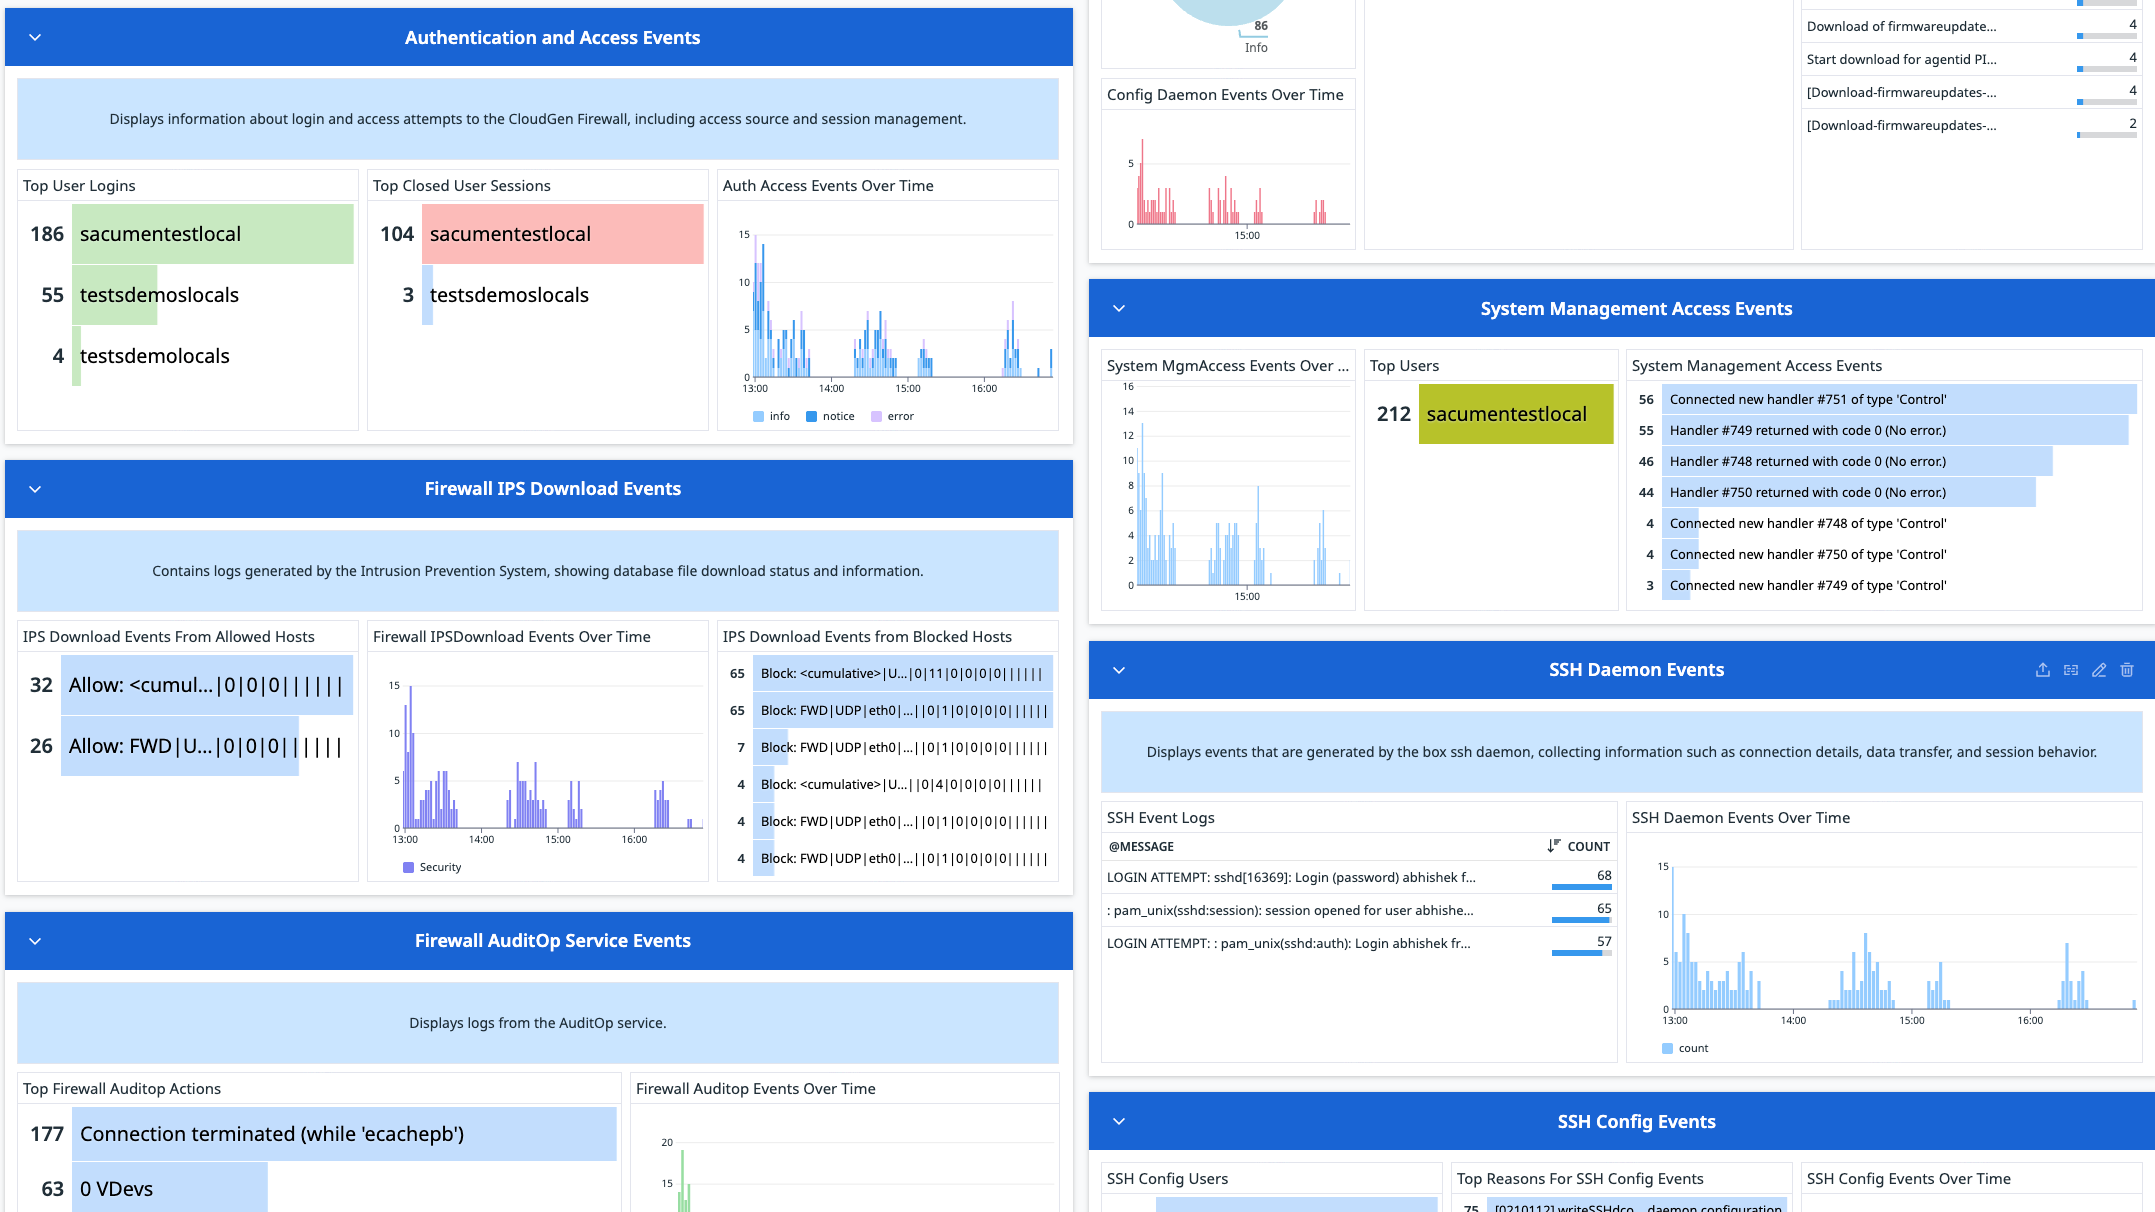 Authentication and Access Events
Displays information about login and access attempts to the CloudGen Firewall, including access source and session management.
Top User Logins
186 sacumentestlocal
55 testsdemoslocals
4 testsdemolocals
Top Closed User Sessions
104 sacumentestlocal
3 testsdemoslocals
Auth Access Events Over Time
15
10
5
0
13:00 14:00 15:00 16:00
info notice error
Firewall IPS Download Events
Contains logs generated by the Intrusion Prevention System, showing database file download status and information.
IPS Download Events From Allowed Hosts
32 Allow: <cumul...|0|0|0||||||
26 Allow: FWD|U...|0|0|0||||||
Firewall IPSDownload Events Over Time
15
10
5
0
13:00 14:00 15:00 16:00
Security
IPS Download Events from Blocked Hosts
65 Block: <cumulative>|U...|0|11|0|0|0|0||||||
65 Block: FWD|UDP|eth0|...||0|1|0|0|0|0||||||
7 Block: FWD|UDP|eth0|...||0|1|0|0|0|0||||||
4 Block: <cumulative>|U...||0|4|0|0|0|0||||||
4 Block: FWD|UDP|eth0|...||0|1|0|0|0|0||||||
4 Block: FWD|UDP|eth0|...||0|1|0|0|0|0||||||
Firewall AuditOp Service Events
Displays logs from the AuditOp service.
Top Firewall Auditop Actions
177 Connection terminated (while 'ecachepb')
63 0 VDevs
Firewall Auditop Events Over Time
20
15
86
Info
Config Daemon Events Over Time
5
0
15:00
Download of firmwareupdate... 4
Start download for agentid PI... 4
[Download-firmwareupdates-... 4
[Download-firmwareupdates-... 2
System Management Access Events
System MgmAccess Events Over ...
16
14
12
10
8
6
4
2
0
15:00
Top Users
212 sacumentestlocal
System Management Access Events
56 Connected new handler #751 of type 'Control'
55 Handler #749 returned with code 0 (No error.)
46 Handler #748 returned with code 0 (No error.)
44 Handler #750 returned with code 0 (No error.)
4 Connected new handler #748 of type 'Control'
4 Connected new handler #750 of type 'Control'
3 Connected new handler #749 of type 'Control'
SSH Daemon Events
Displays events that are generated by the box ssh daemon, collecting information such as connection details, data transfer, and session behavior.
SSH Event Logs
@MESSAGE COUNT
LOGIN ATTEMPT: sshd[16369]: Login (password) abhishek f... 68
: pam_unix(sshd:session): session opened for user abhishe... 65
LOGIN ATTEMPT: : pam_unix(sshd:auth): Login abhishek fr... 57
SSH Daemon Events Over Time
15
10
5
0
13:00 14:00 15:00 16:00
count
SSH Config Events
SSH Config Users
Top Reasons For SSH Config Events
75 [0210112] writeSSHdco... daemon configuration
SSH Config Events Over Time